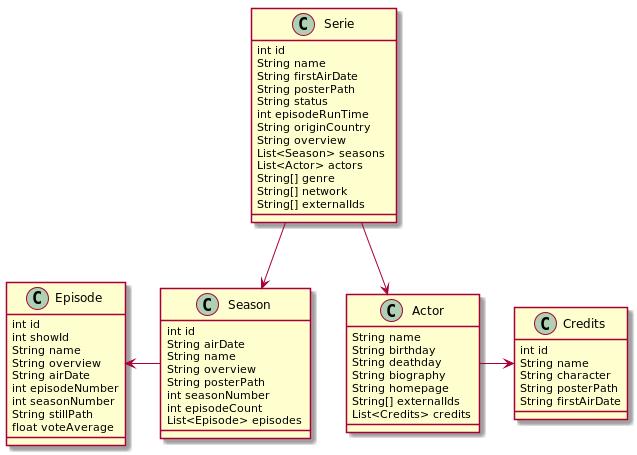 C Serie
int id
String name
String firstAirDate
String posterPath
String status
int episodeRunTime
String originCountry
String overview
List<Season> seasons
List<Actor> actors
String[] genre
String[] network
String[] externalIds
C Episode
int id
int showId
String name
String overview
String airDate
int episodeNumber
int seasonNumber
String stillPath
float voteAverage
C Season
int id
String airDate
String name
String overview
String posterPath
int seasonNumber
int episodeCount
List<Episode> episodes
C Actor
String name
String birthday
String deathday
String biography
String homepage
String[] externalIds
List<Credits> credits
C Credits
int id
String name
String character
String posterPath
String firstAirDate